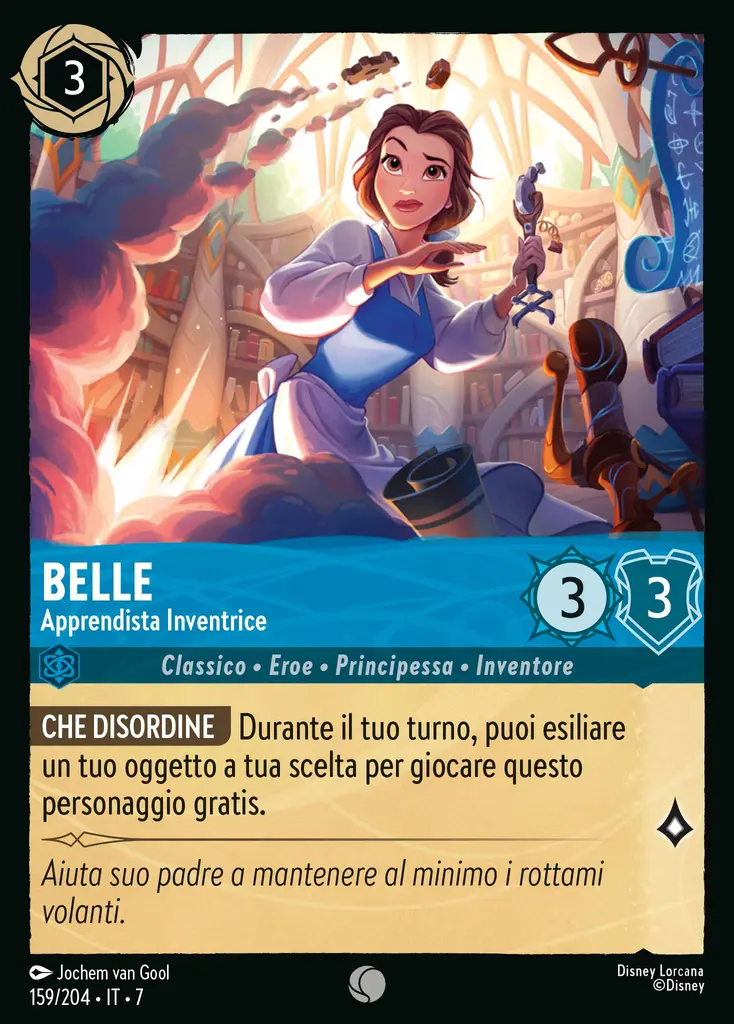 3
BELLE
Apprendista Inventrice
3
3
Classico • Eroe • Principessa • Inventore
CHE DISORDINE Durante il tuo turno, puoi esiliare
un tuo oggetto a tua scelta per giocare questo
personaggio gratis.
Aiuta suo padre a mantenere al minimo i rottami
volanti.
Jochem van Gool
159/204 • IT • 7
Disney Lorcana
©Disney